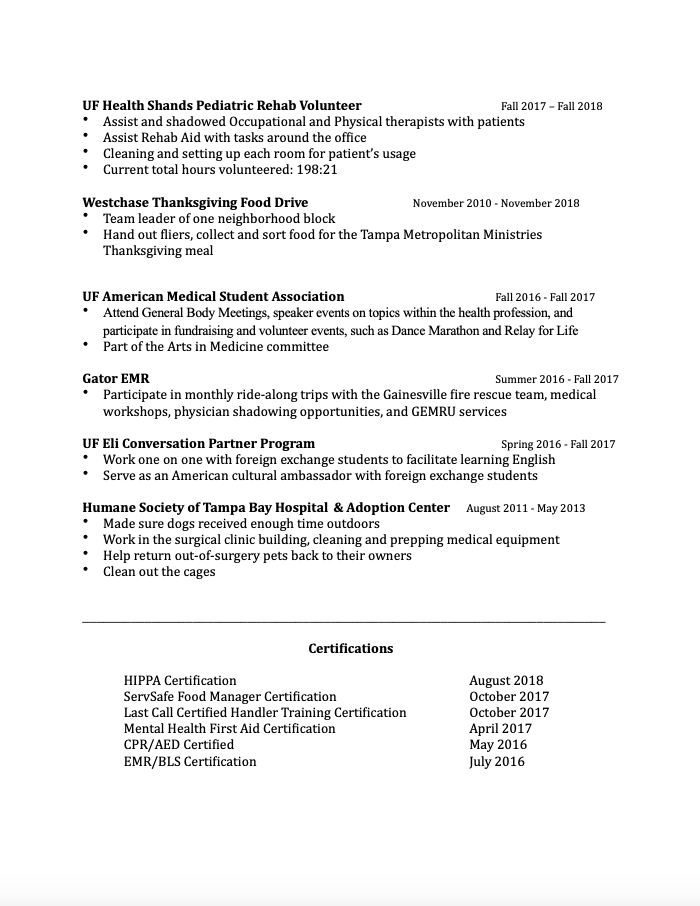 UF Health Shands Pediatric Rehab Volunteer Fall 2017 – Fall 2018
• Assist and shadowed Occupational and Physical therapists with patients
• Assist Rehab Aid with tasks around the office
• Cleaning and setting up each room for patient's usage
• Current total hours volunteered: 198:21
Westchase Thanksgiving Food Drive November 2010 - November 2018
• Team leader of one neighborhood block
• Hand out fliers, collect and sort food for the Tampa Metropolitan Ministries
Thanksgiving meal
UF American Medical Student Association Fall 2016 - Fall 2017
• Attend General Body Meetings, speaker events on topics within the health profession, and
participate in fundraising and volunteer events, such as Dance Marathon and Relay for Life
• Part of the Arts in Medicine committee
Gator EMR Summer 2016 - Fall 2017
• Participate in monthly ride-along trips with the Gainesville fire rescue team, medical
workshops, physician shadowing opportunities, and GEMRU services
UF Eli Conversation Partner Program Spring 2016 - Fall 2017
• Work one on one with foreign exchange students to facilitate learning English
• Serve as an American cultural ambassador with foreign exchange students
Humane Society of Tampa Bay Hospital & Adoption Center August 2011 - May 2013
• Made sure dogs received enough time outdoors
• Work in the surgical clinic building, cleaning and prepping medical equipment
• Help return out-of-surgery pets back to their owners
• Clean out the cages
Certifications
HIPPA Certification August 2018
ServSafe Food Manager Certification October 2017
Last Call Certified Handler Training Certification October 2017
Mental Health First Aid Certification April 2017
CPR/AED Certified May 2016
EMR/BLS Certification July 2016